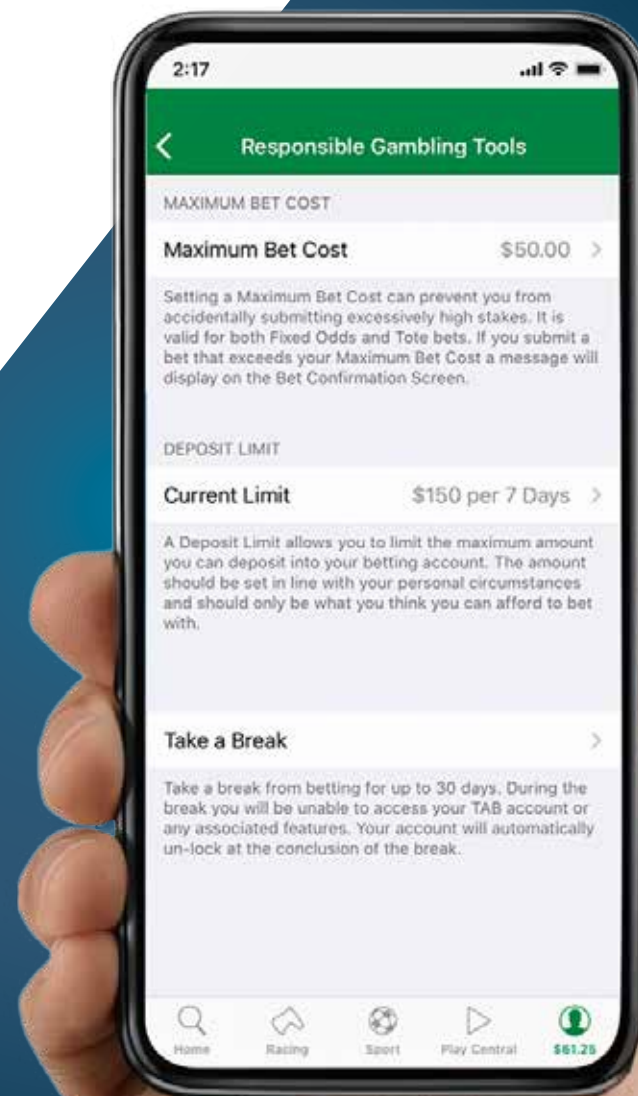 2:17
Responsible Gambling Tools
MAXIMUM BET COST
Maximum Bet Cost $50.00
Setting a Maximum Bet Cost can prevent you from
accidentally submitting excessively high stakes. It is
valid for both Fixed Odds and Tote bets. If you submit a
bet that exceeds your Maximum Bet Cost a message will
display on the Bet Confirmation Screen.
DEPOSIT LIMIT
Current Limit $150 per 7 Days
A Deposit Limit allows you to limit the maximum amount
you can deposit into your betting account. The amount
should be set in line with your personal circumstances
and should only be what you think you can afford to bet
with.
Take a Break
Take a break from betting for up to 30 days. During the
break you will be unable to access your TAB account or
any associated features. Your account will automatically
un-lock at the conclusion of the break.
Home Racing Sport Play Central $61.25